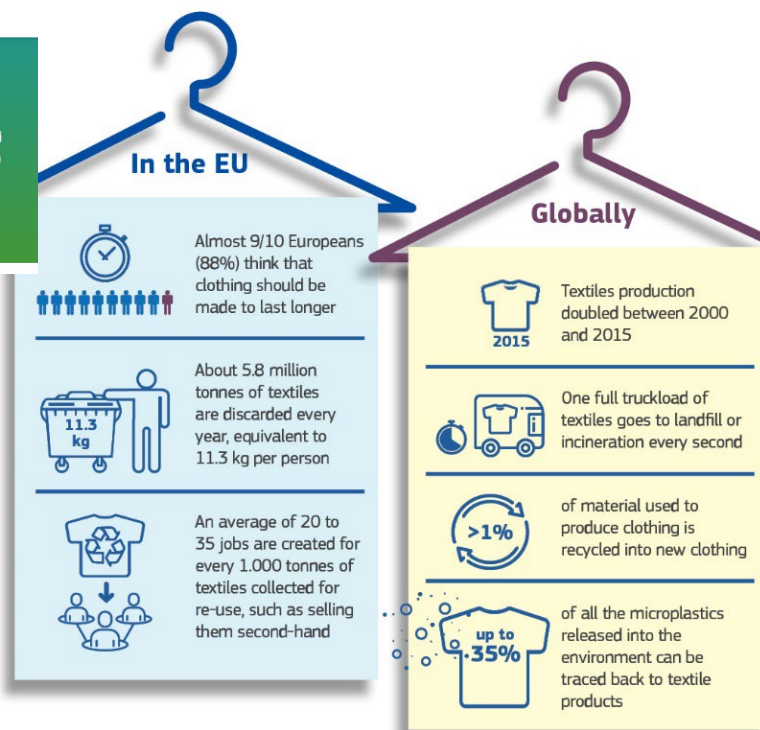 In the EU
Almost 9/10 Europeans
(88%) think that
clothing should be
made to last longer
11.3
kg
About 5.8 million
tonnes of textiles
are discarded every
year, equivalent to
11.3 kg per person
An average of 20 to
35 jobs are created for
every 1.000 tonnes of
textiles collected for
re-use, such as selling
them second-hand
Globally
2015
Textiles production
doubled between 2000
and 2015
One full truckload of
textiles goes to landfill or
incineration every second
>1%
of material used to
produce clothing is
recycled into new clothing
up to
35%
of all the microplastics
released into the
environment can be
traced back to textile
products